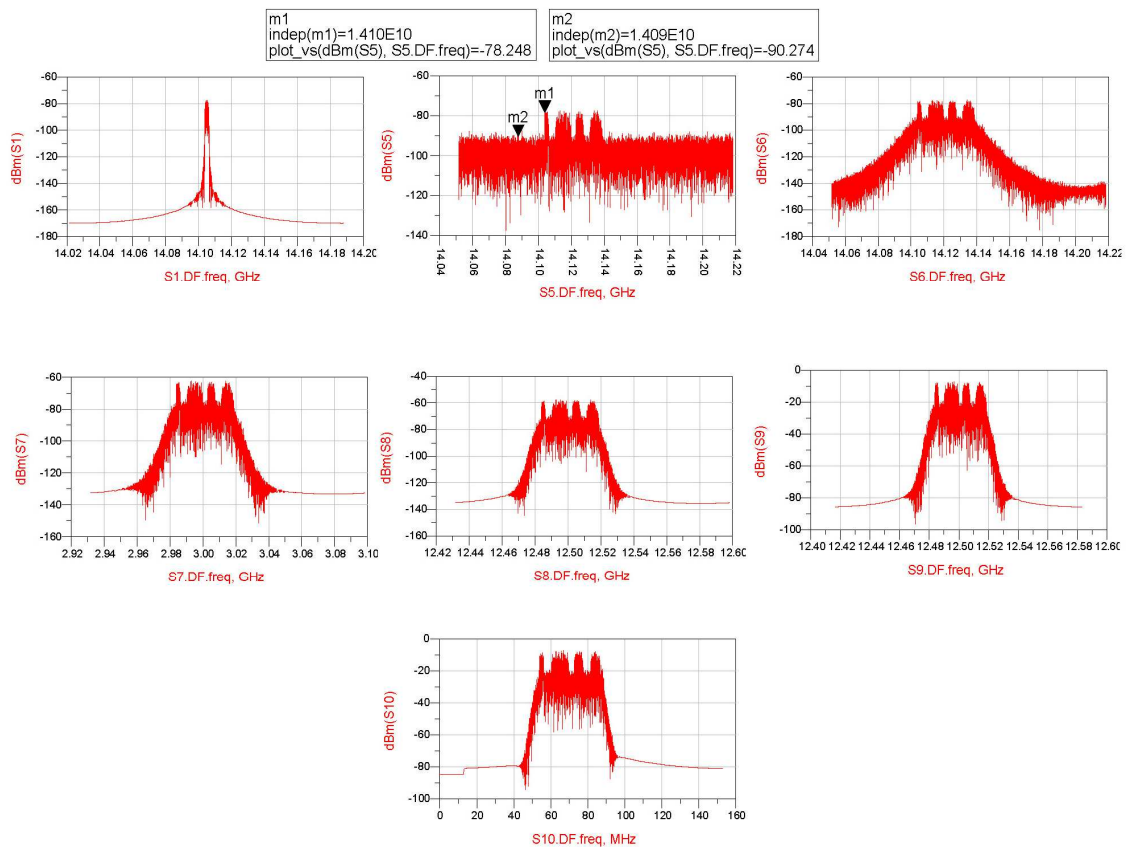 m1
indep(m1)=1.410E10
plot_vs(dBm(S5), S5.DF.freq)=-78.248
m2
indep(m2)=1.409E10
plot_vs(dBm(S5), S5.DF.freq)=-90.274
dBm(S1)
-60
-80
-100
-120
-140
-160
-180
14.02 14.04 14.06 14.08 14.10 14.12 14.14 14.16 14.18 14.20
S1.DF.freq, GHz
dBm(S5)
-60
-80
-100
-120
-140
m1
m2
14.04 14.06 14.08 14.10 14.12 14.14 14.16 14.18 14.20 14.22
S5.DF.freq, GHz
dBm(S6)
-60
-80
-100
-120
-140
-160
-180
14.04 14.06 14.08 14.10 14.12 14.14 14.16 14.18 14.20 14.22
S6.DF.freq, GHz
dBm(S7)
-60
-80
-100
-120
-140
-160
2.92 2.94 2.96 2.98 3.00 3.02 3.04 3.06 3.08 3.10
S7.DF.freq, GHz
dBm(S8)
-40
-60
-80
-100
-120
-140
-160
12.42 12.44 12.46 12.48 12.50 12.52 12.54 12.56 12.58 12.60
S8.DF.freq, GHz
dBm(S9)
0
-20
-40
-60
-80
-100
12.40 12.42 12.44 12.46 12.48 12.50 12.52 12.54 12.56 12.58 12.60
S9.DF.freq, GHz
dBm(S10)
0
-20
-40
-60
-80
-100
0 20 40 60 80 100 120 140 160
S10.DF.freq, MHz